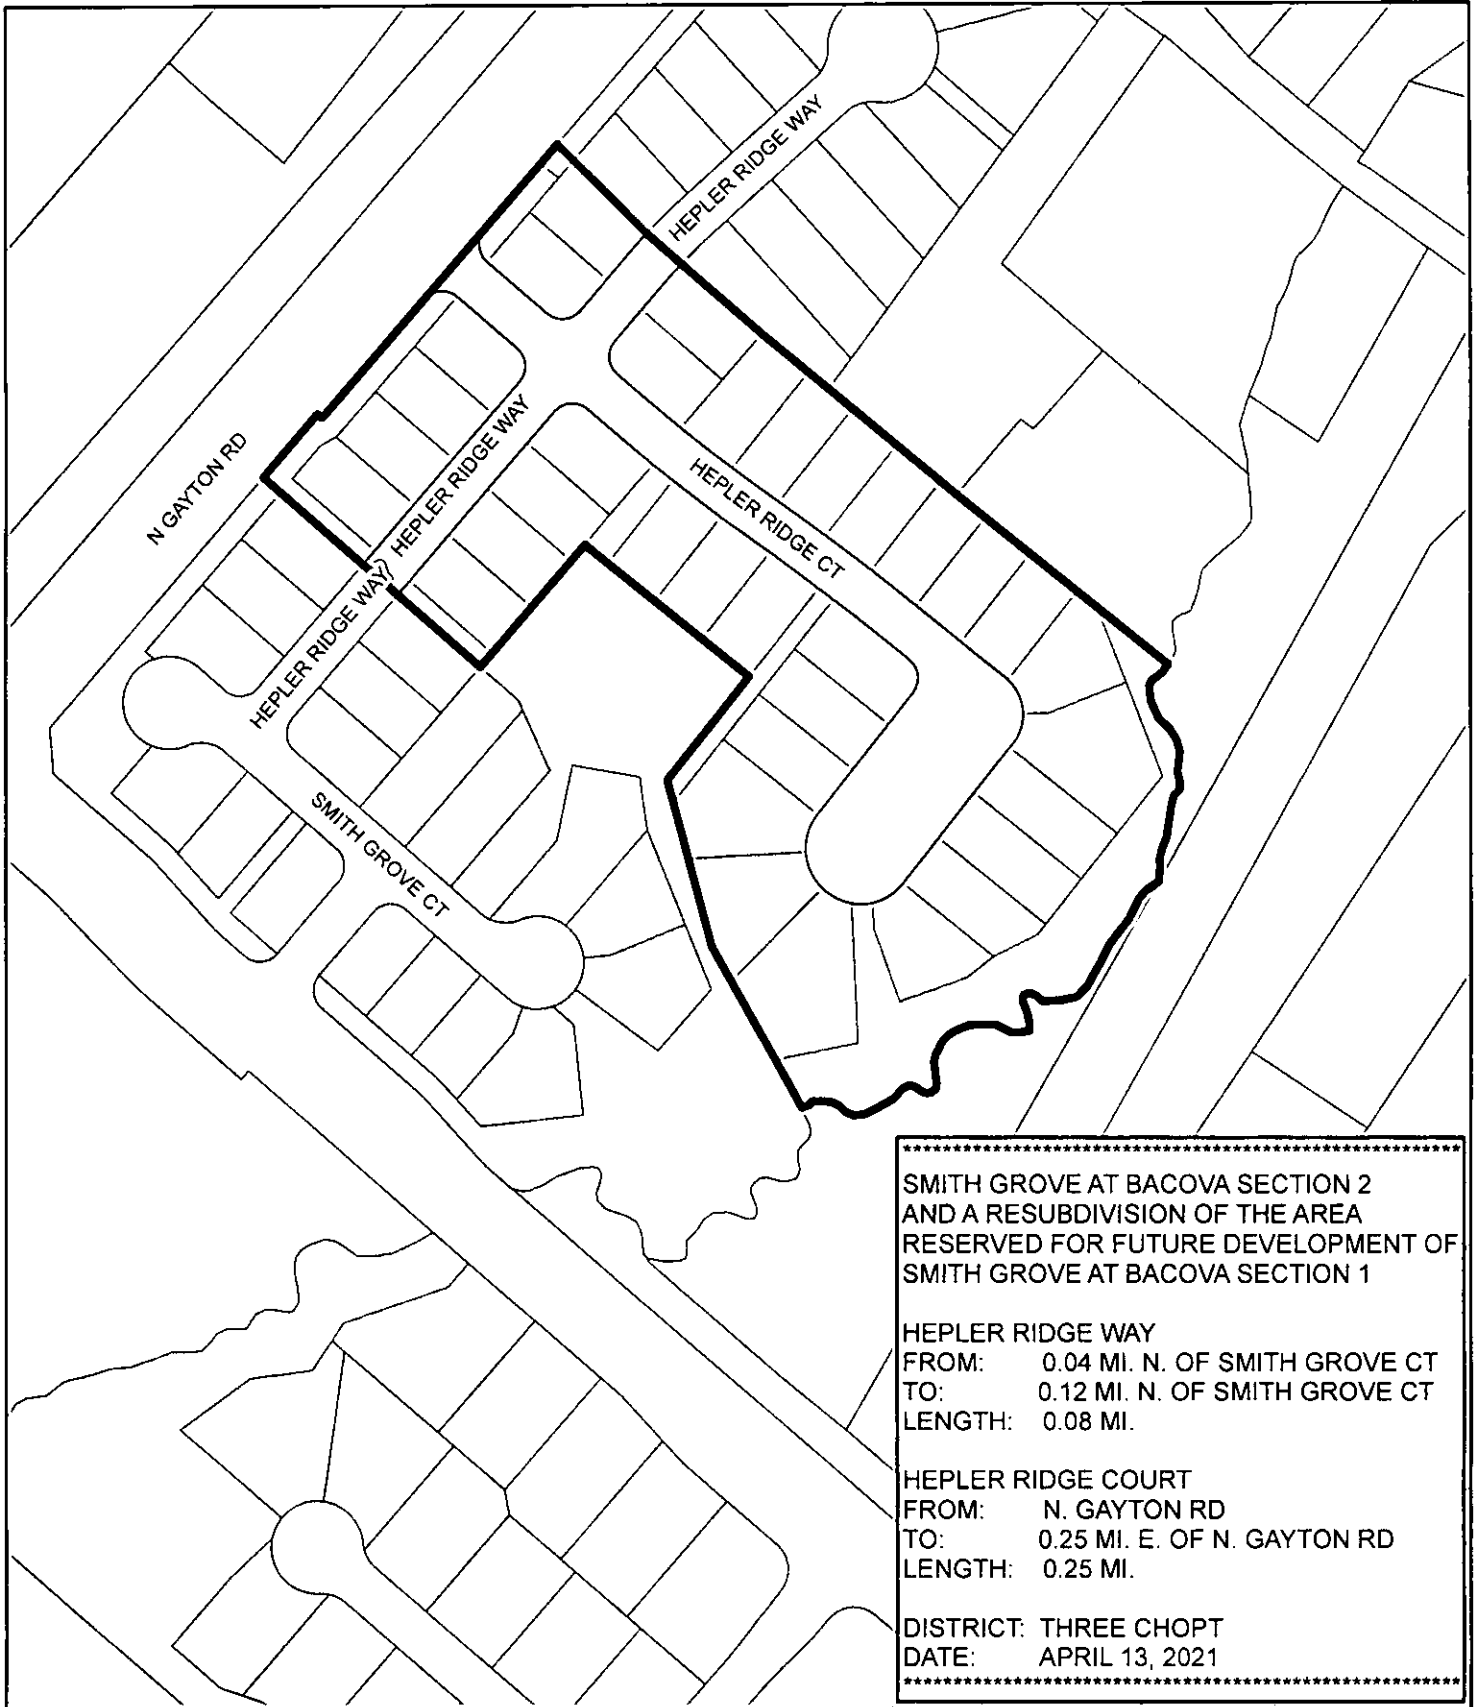 HEPLER RIDGE WAY
N GAYTON RD
HEPLER RIDGE WAY
HEPLER RIDGE CT
HEPLER RIDGE WAY
SMITH GROVE CT
************************************************************
SMITH GROVE AT BACOVA SECTION 2
AND A RESUBDIVISION OF THE AREA
RESERVED FOR FUTURE DEVELOPMENT OF
SMITH GROVE AT BACOVA SECTION 1
HEPLER RIDGE WAY
FROM: 0.04 MI. N. OF SMITH GROVE CT
TO: 0.12 MI. N. OF SMITH GROVE CT
LENGTH: 0.08 MI.
HEPLER RIDGE COURT
FROM: N. GAYTON RD
TO: 0.25 MI. E. OF N. GAYTON RD
LENGTH: 0.25 MI.
DISTRICT: THREE CHOPT
DATE: APRIL 13, 2021
************************************************************